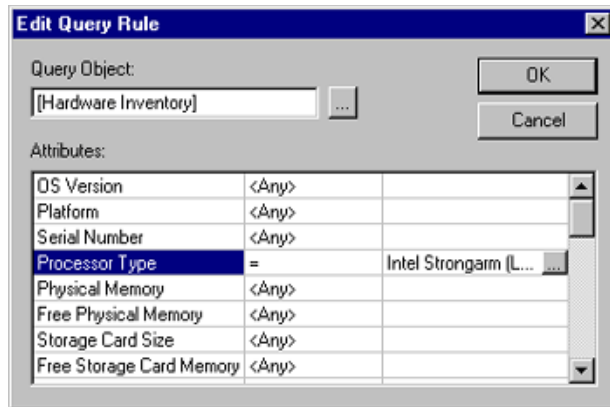 Edit Query Rule
Query Object:
OK
[Hardware Inventory]
...
Cancel
Attributes:
OS Version <Any>
Platform <Any>
Serial Number <Any>
Processor Type = Intel Strongarm (L... ...
Physical Memory <Any>
Free Physical Memory <Any>
Storage Card Size <Any>
Free Storage Card Memory <Any>